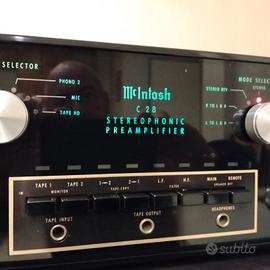 SELECTOR
PHONO 2
MIC
TAPE HD
McIntosh
C 28
STEREOPHONIC
PREAMPLIFIER
MODE SELEC
STEREO
STEREO REV
R TO L & R
L TO L & R
TAPE 1
TAPE 2
1→2
2→1
L.F.
H.F.
MAIN
REMOTE
IN
MONITOR
TAPE COPY
FILTER
SPEAKER OFF
TAPE INPUT
TAPE OUTPUT
HEADPHONES
subito